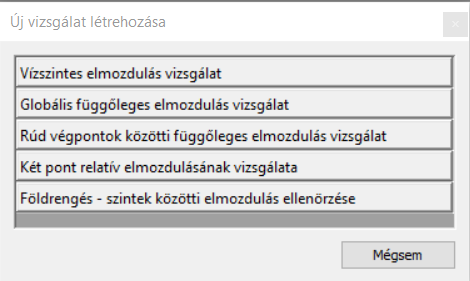 Új vizsgálat létrehozása
Vízszintes elmozdulás vizsgálat
Globális függőleges elmozdulás vizsgálat
Rúd végpontok közötti függőleges elmozdulás vizsgálat
Két pont relatív elmozdulásának vizsgálata
Földrengés - szintek közötti elmozdulás ellenőrzése
Mégsem